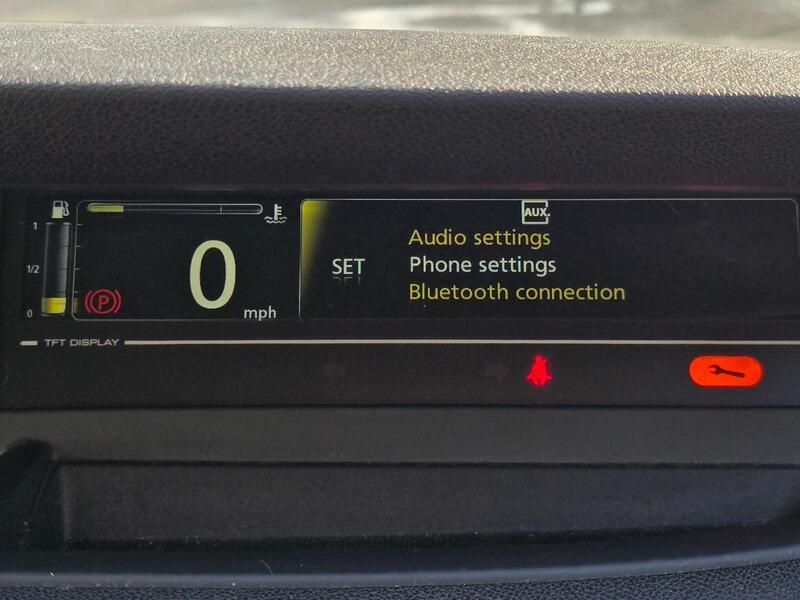 AUX
1
Audio settings
1/2
SET
Phone settings
0
P
0
mph
Bluetooth connection
TFT DISPLAY